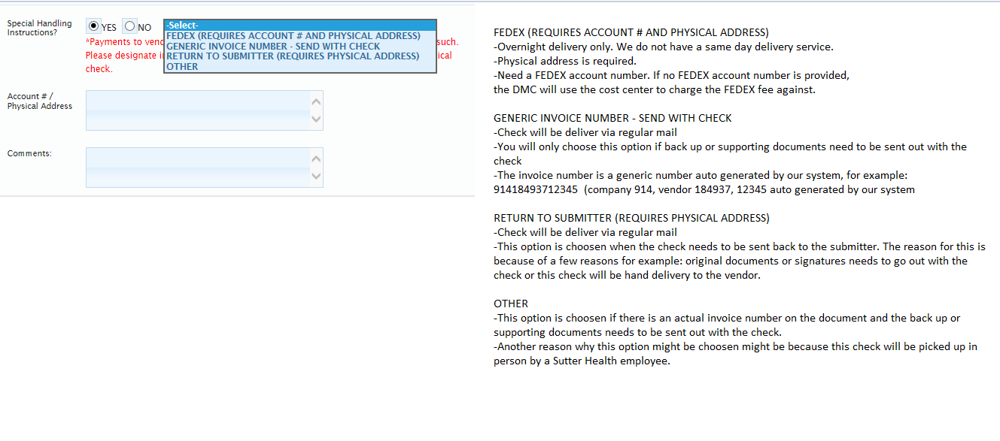 Special Handling
Instructions?
YES NO
-Select-
FEDEX (REQUIRES ACCOUNT # AND PHYSICAL ADDRESS)
GENERIC INVOICE NUMBER - SEND WITH CHECK
RETURN TO SUBMITTER (REQUIRES PHYSICAL ADDRESS)
OTHER
*Payments to such.
Please designate ical
check.
Account # /
Physical Address
Comments:
FEDEX (REQUIRES ACCOUNT # AND PHYSICAL ADDRESS)
-Overnight delivery only. We do not have a same day delivery service.
-Physical address is required.
-Need a FEDEX account number. If no FEDEX account number is provided,
the DMC will use the cost center to charge the FEDEX fee against.
GENERIC INVOICE NUMBER - SEND WITH CHECK
-Check will be deliver via regular mail
-You will only choose this option if back up or supporting documents need to be sent out with the
check
-The invoice number is a generic number auto generated by our system, for example:
91418493712345 (company 914, vendor 184937, 12345 auto generated by our system
RETURN TO SUBMITTER (REQUIRES PHYSICAL ADDRESS)
-Check will be deliver via regular mail
-This option is choosen when the check needs to be sent back to the submitter. The reason for this is
because of a few reasons for example: original documents or signatures needs to go out with the
check or this check will be hand delivery to the vendor.
OTHER
-This option is choosen if there is an actual invoice number on the document and the back up or
supporting documents needs to be sent out with the check.
-Another reason why this option might be choosen might be because this check will be picked up in
person by a Sutter Health employee.